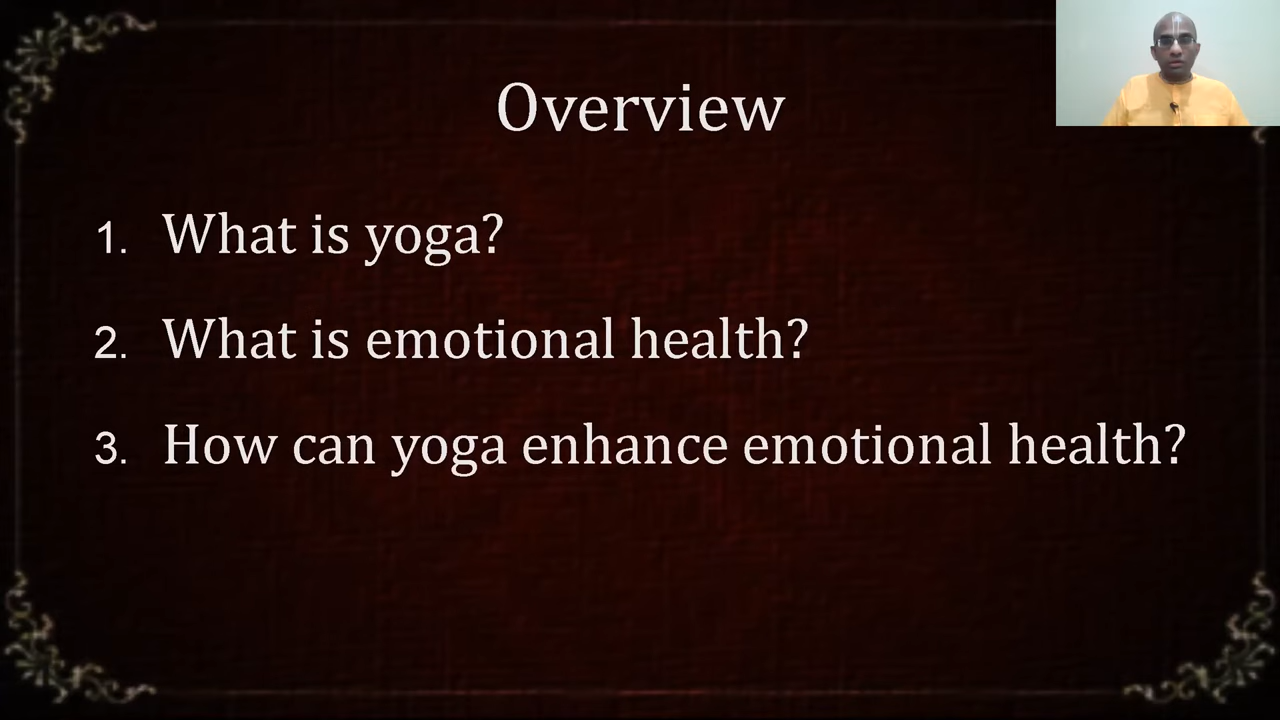 Overview
1. What is yoga?
2. What is emotional health?
3. How can yoga enhance emotional health?